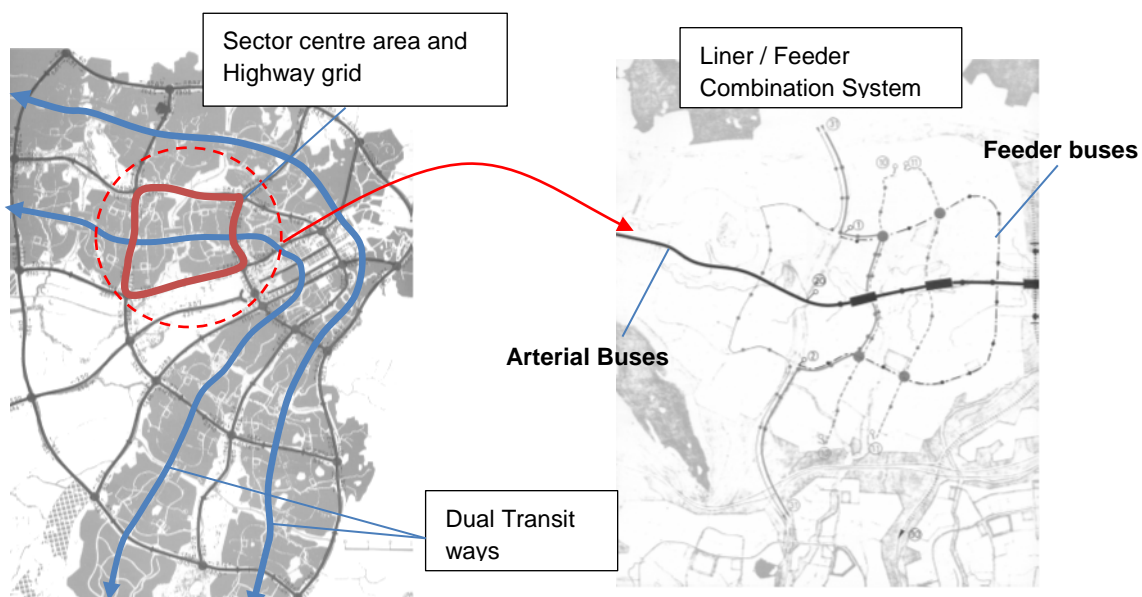 Sector centre area and
Highway grid
Liner / Feeder
Combination System
Feeder buses
Arterial Buses
Dual Transit
ways